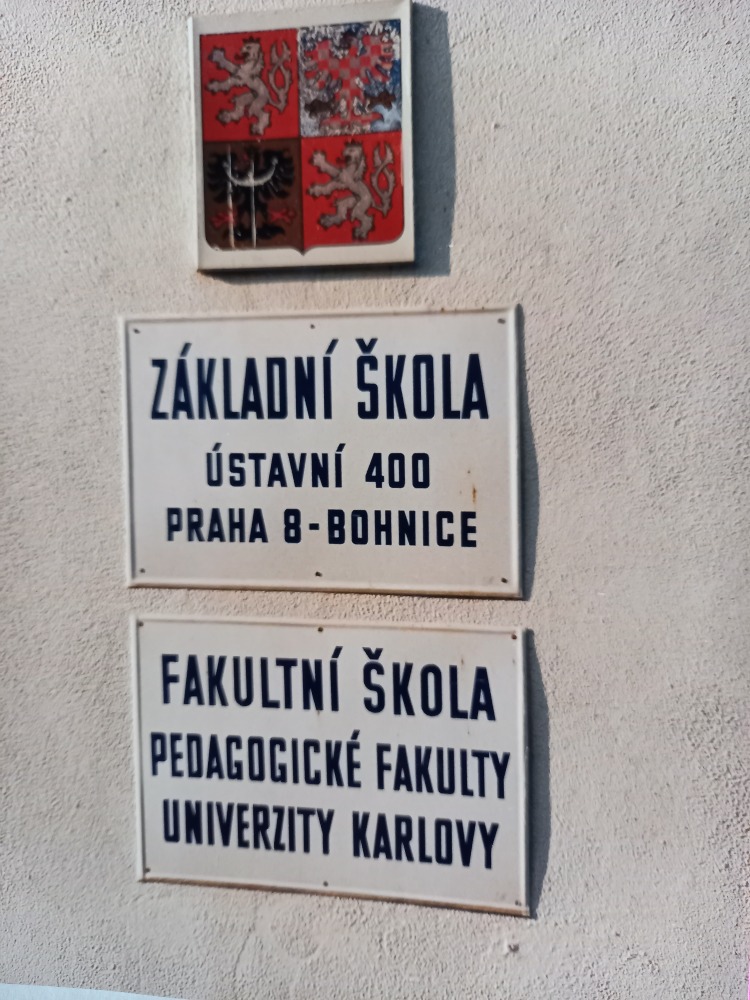 ZÁKLADNÍ ŠKOLA
ÚSTAVNÍ 400
PRAHA 8-BOHNICE
FAKULTNÍ ŠKOLA
PEDAGOGICKÉ FAKULTY
UNIVERZITY KARLOVY